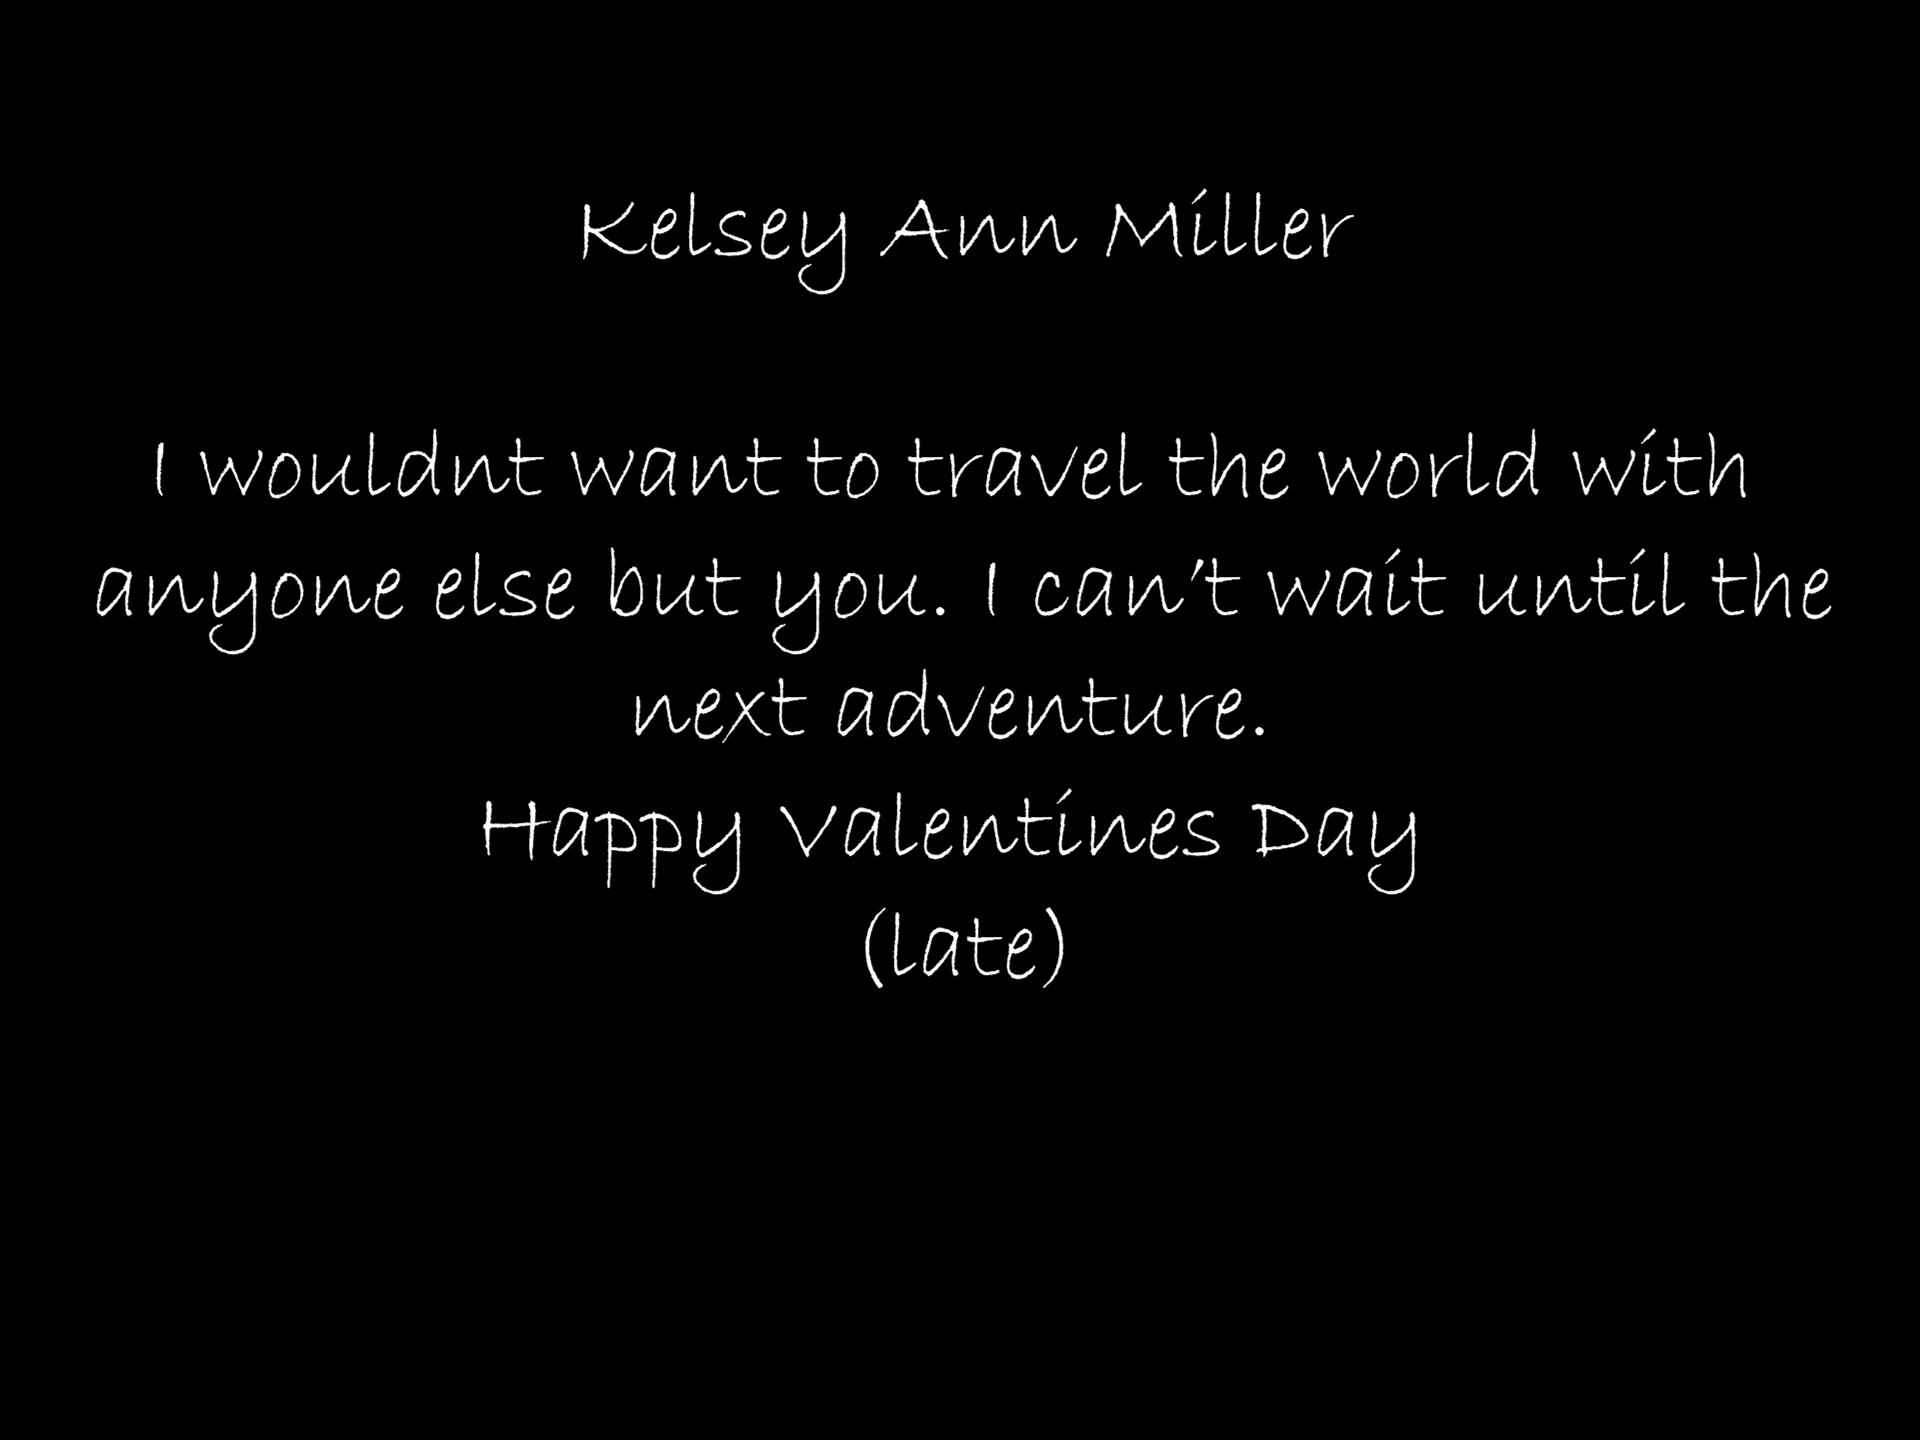 Kelsey Ann Miller
I wouldnt want to travel the world with
anyone else but you. I can't wait until the
next adventure.
Happy Valentines Day
(late)